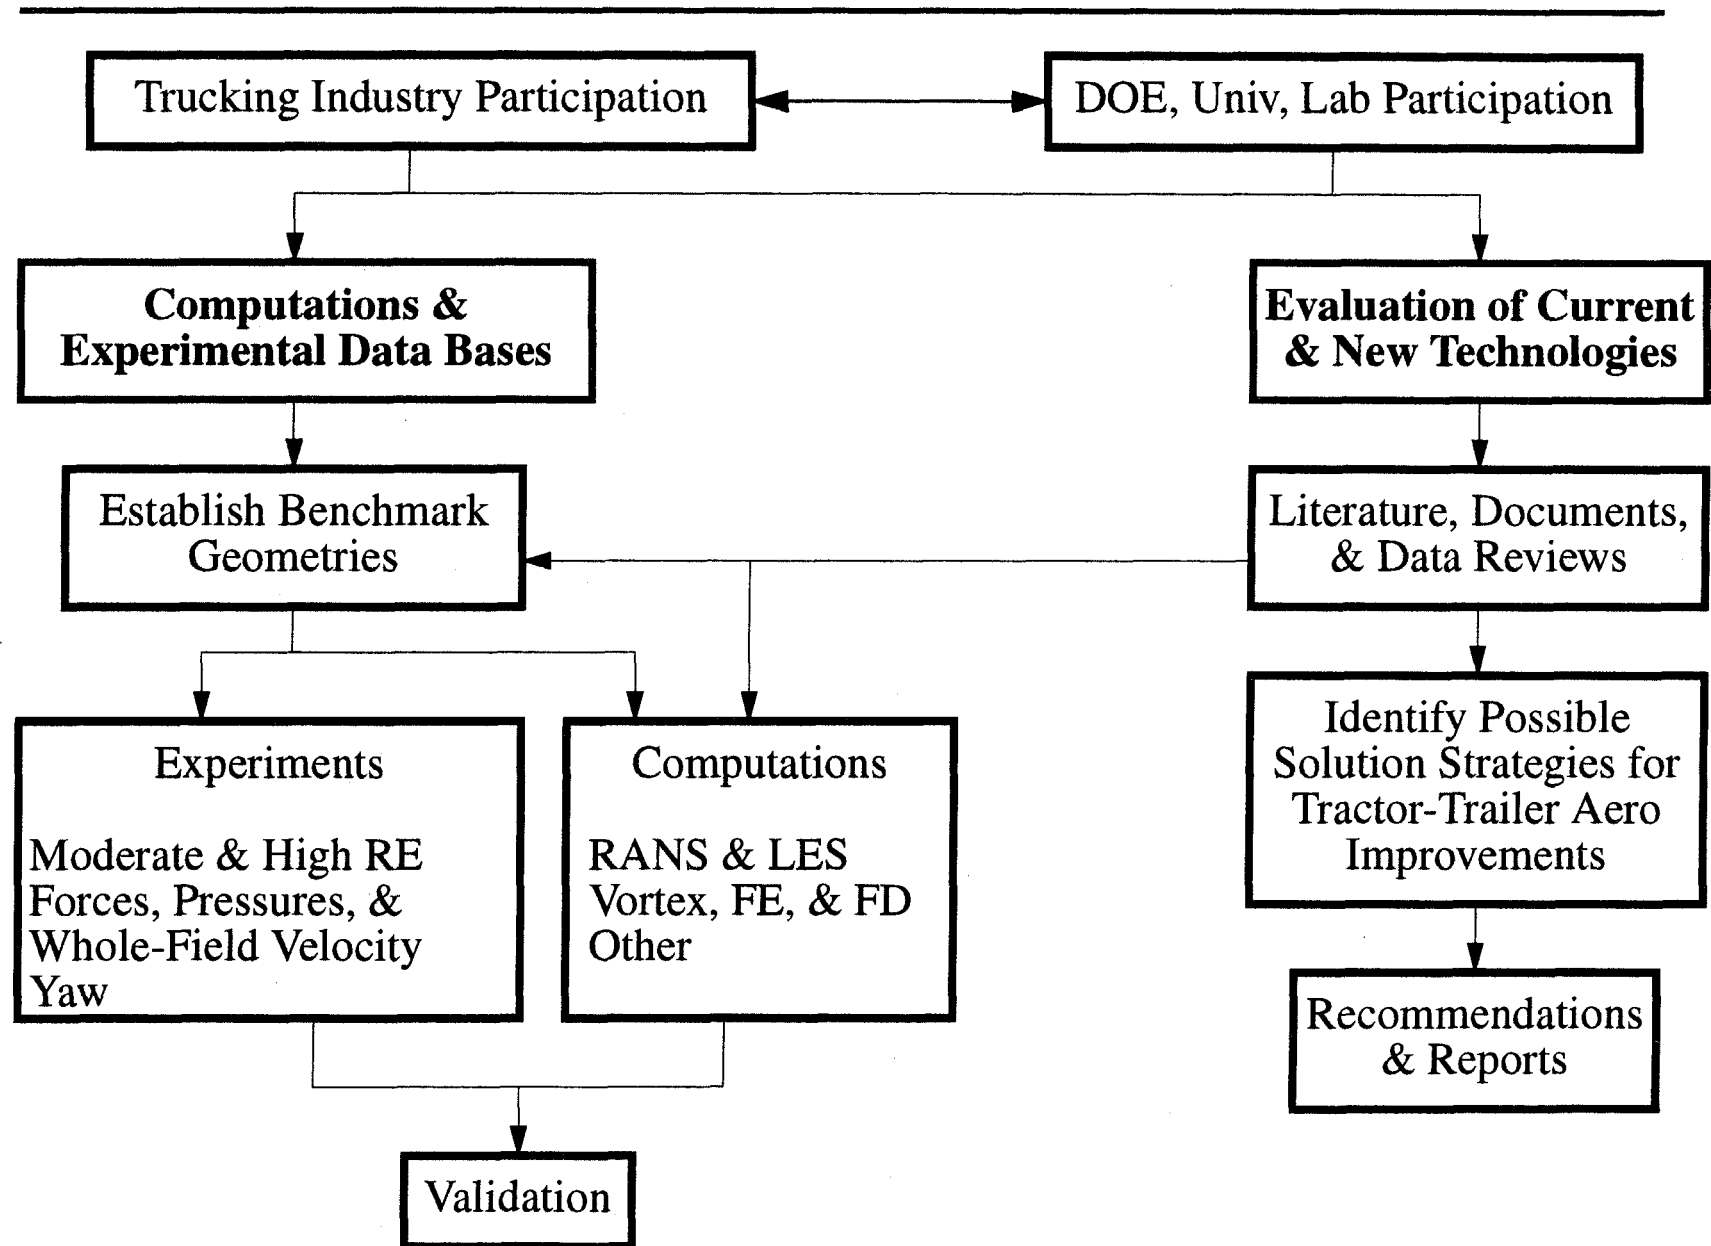 Trucking Industry Participation
DOE, Univ, Lab Participation
Computations &
Experimental Data Bases
Evaluation of Current
& New Technologies
Establish Benchmark
Geometries
Literature, Documents,
& Data Reviews
Experiments
Moderate & High RE
Forces, Pressures, &
Whole-Field Velocity
Yaw
Computations
RANS & LES
Vortex, FE, & FD
Other
Identify Possible
Solution Strategies for
Tractor-Trailer Aero
Improvements
Recommendations
& Reports
Validation